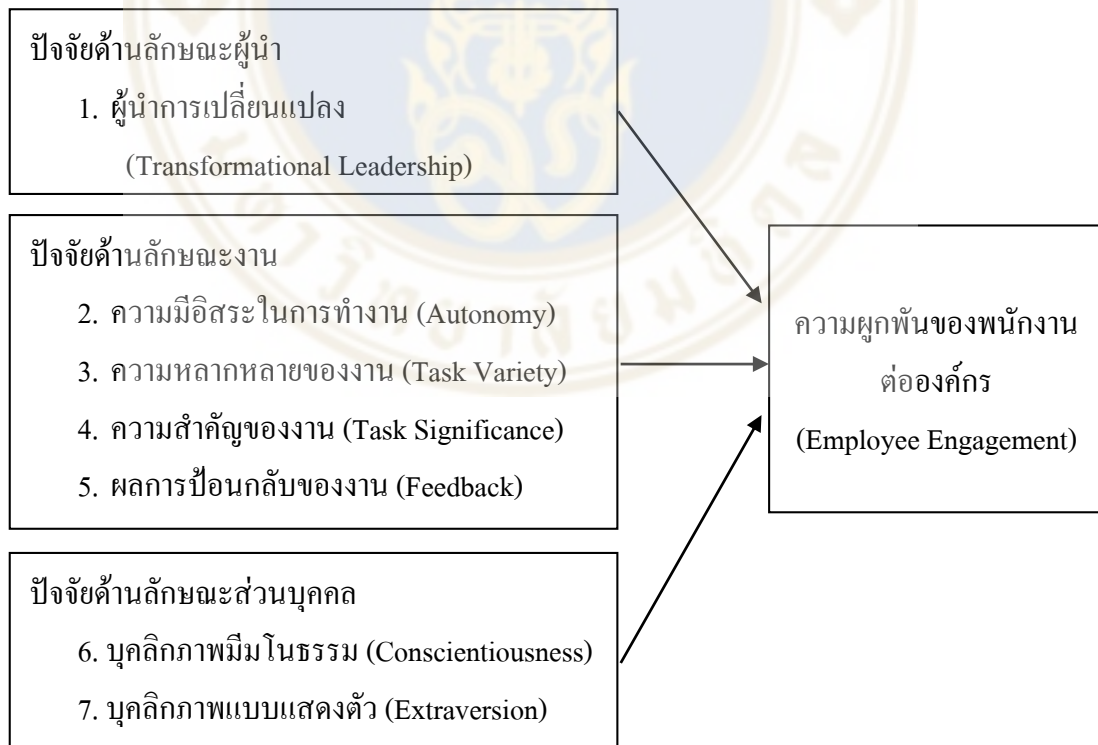 ปัจจัยด้านลักษณะผู้นำ
1. ผู้นำการเปลี่ยนแปลง
(Transformational Leadership)
ปัจจัยด้านลักษณะงาน
2. ความมีอิสระในการทำงาน (Autonomy)
3. ความหลากหลายของงาน (Task Variety)
4. ความสำคัญของงาน (Task Significance)
5. ผลการป้อนกลับของงาน (Feedback)
ปัจจัยด้านลักษณะส่วนบุคคล
6. บุคลิกภาพมีมโนธรรม (Conscientiousness)
7. บุคลิกภาพแบบแสดงตัว (Extraversion)
ความผูกพันของพนักงาน
ต่อองค์กร
(Employee Engagement)